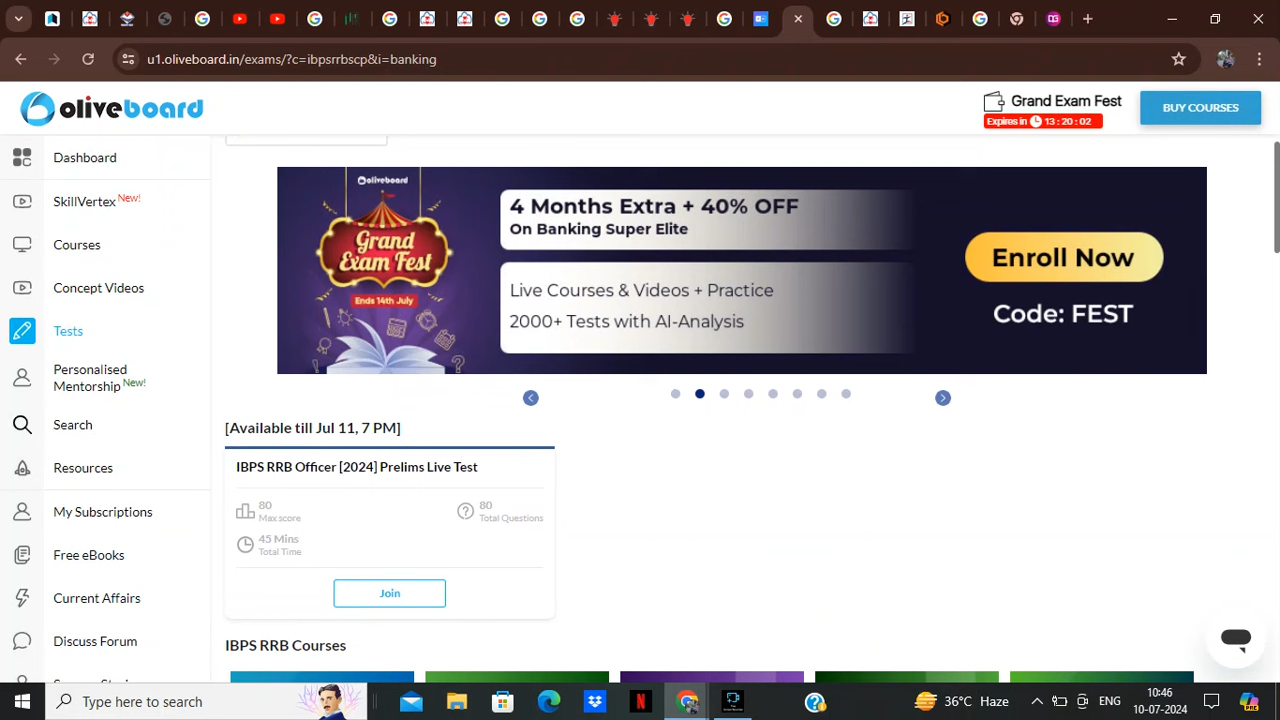 u1.oliveboard.in/exams/?c=ibpsrrbscp&i=banking
oliveboard
Grand Exam Fest
Expires in 13 : 20 : 02
BUY COURSES
Dashboard
SkillVertex New!
Courses
Concept Videos
Tests
Personalised
Mentorship New!
Search
Resources
My Subscriptions
Free eBooks
Current Affairs
Discuss Forum
oliveboard
Grand
Exam Fest
Ends 14th July
4 Months Extra + 40% OFF
On Banking Super Elite
Live Courses & Videos + Practice
2000+ Tests with AI-Analysis
Enroll Now
Code: FEST
[Available till Jul 11, 7 PM]
IBPS RRB Officer [2024] Prelims Live Test
80
Max score
80
Total Questions
45 Mins
Total Time
Join
IBPS RRB Courses
Type here to search
36°C Haze
ENG
10:46
10-07-2024